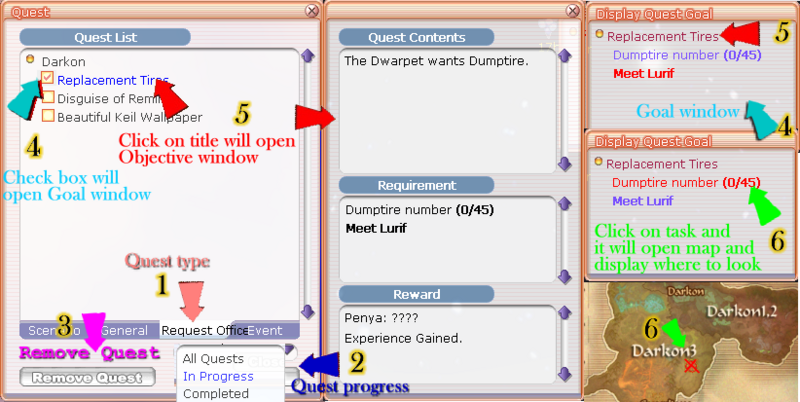 Quest
Quest List
Darkon
Replacement Tires
Disguise of Remi
Beautiful Keil Wallpaper
4
5
Click on title will open
Objective window
Check box will
open Goal window
Quest type
1
3
General
Request Office
Event
Remove Quest
Remove Quest
All Quests
In Progress
Completed
2
Quest progress
Quest Contents
The Dwarpet wants Dumptire.
Requirement
Dumptire number (0/45)
Meet Lurif
Reward
Penya: ????
Experience Gained.
Display Quest Goal
Replacement Tires
5
Dumptire number (0/45)
Meet Lurif
Goal window
4
Display Quest Goal
Replacement Tires
Dumptire number (0/45)
Meet Lurif
6
Click on task and
it will open map and
display where to look
Darkon
Darkon1,2
6
Darkon3